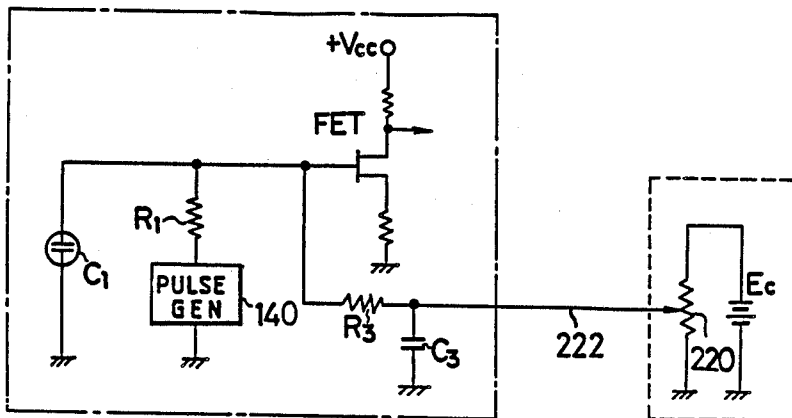 +Vcc
FET
R1
C1
PULSE
GEN
140
R3
C3
222
Ec
220